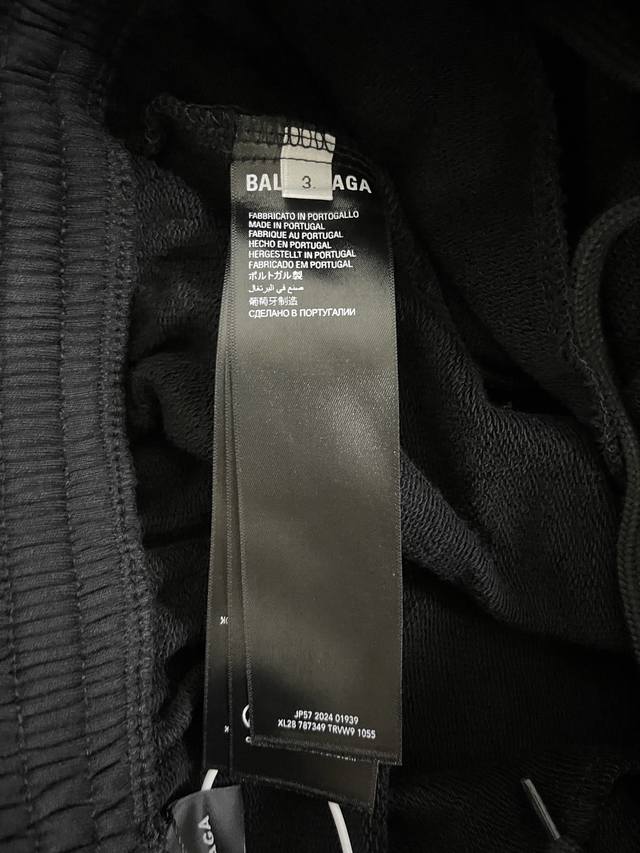 BAL AGA
3
FABBRICATO IN PORTOGALLO
MADE IN PORTUGAL
FABRIQUE AU PORTUGAL
HECHO EN PORTUGAL
HERGESTELLT IN PORTUGAL
FABRICADO EM PORTUGAL
ポルトガル製
صنع في البرتغال
葡萄牙制造
СДЕЛАНО В ПОРТУГАЛИИ
JP57 2024 01939
XL28 787349 TRVW9 1055
AGA